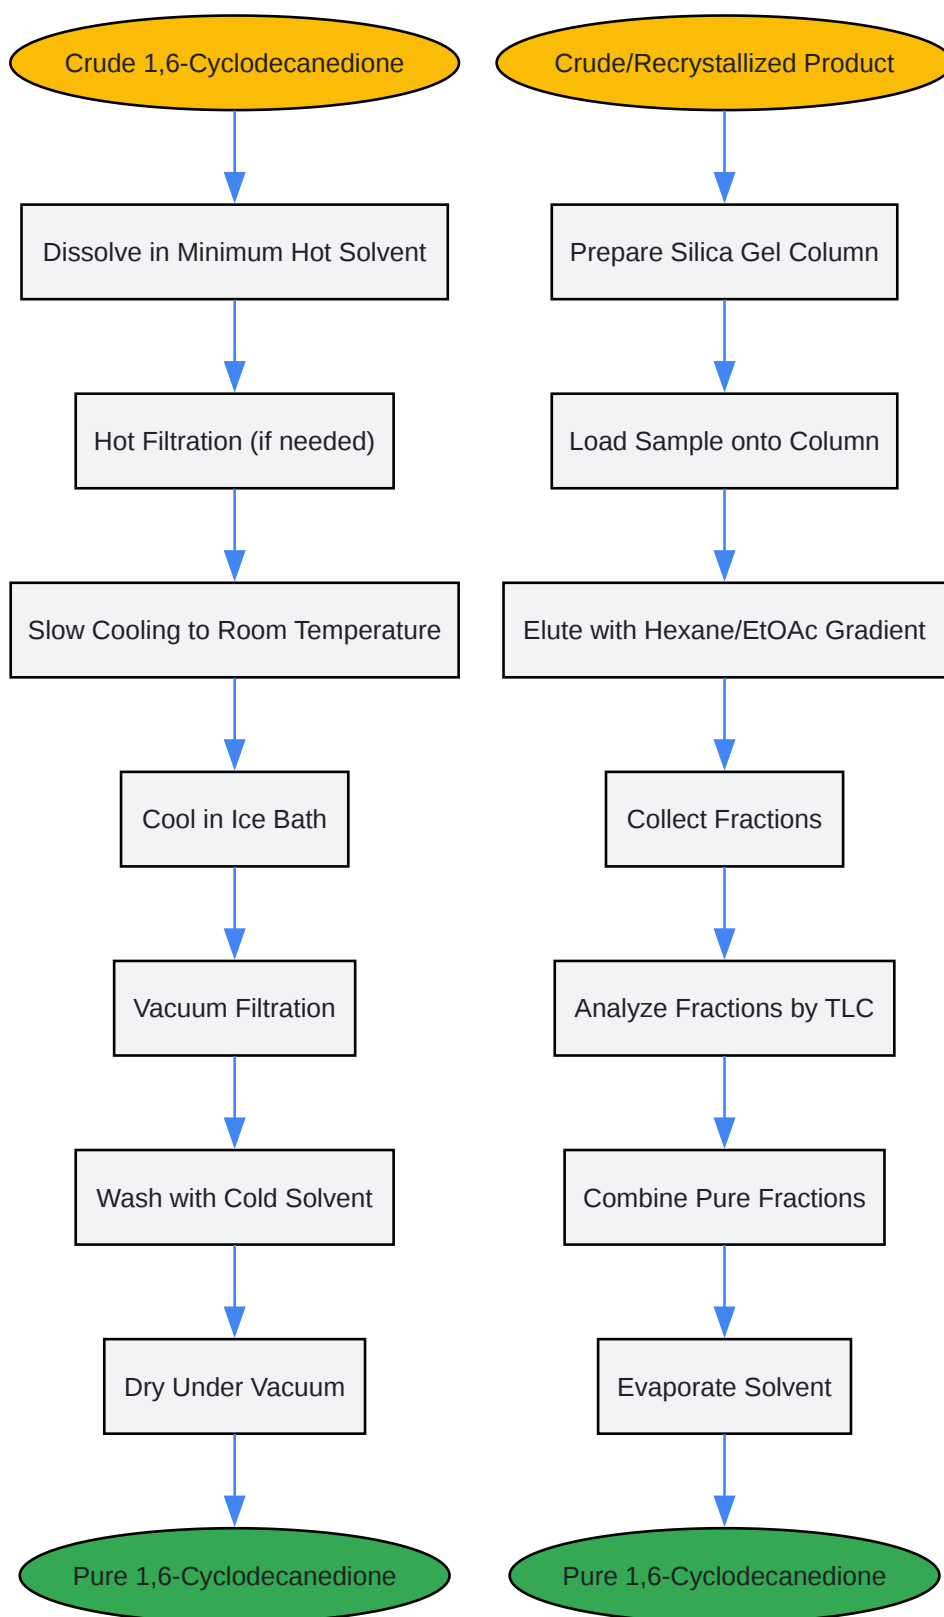 Crude 1,6-Cyclodecanedione
Dissolve in Minimum Hot Solvent
Hot Filtration (if needed)
Slow Cooling to Room Temperature
Cool in Ice Bath
Vacuum Filtration
Wash with Cold Solvent
Dry Under Vacuum
Pure 1,6-Cyclodecanedione
Crude/Recrystallized Product
Prepare Silica Gel Column
Load Sample onto Column
Elute with Hexane/EtOAc Gradient
Collect Fractions
Analyze Fractions by TLC
Combine Pure Fractions
Evaporate Solvent
Pure 1,6-Cyclodecanedione